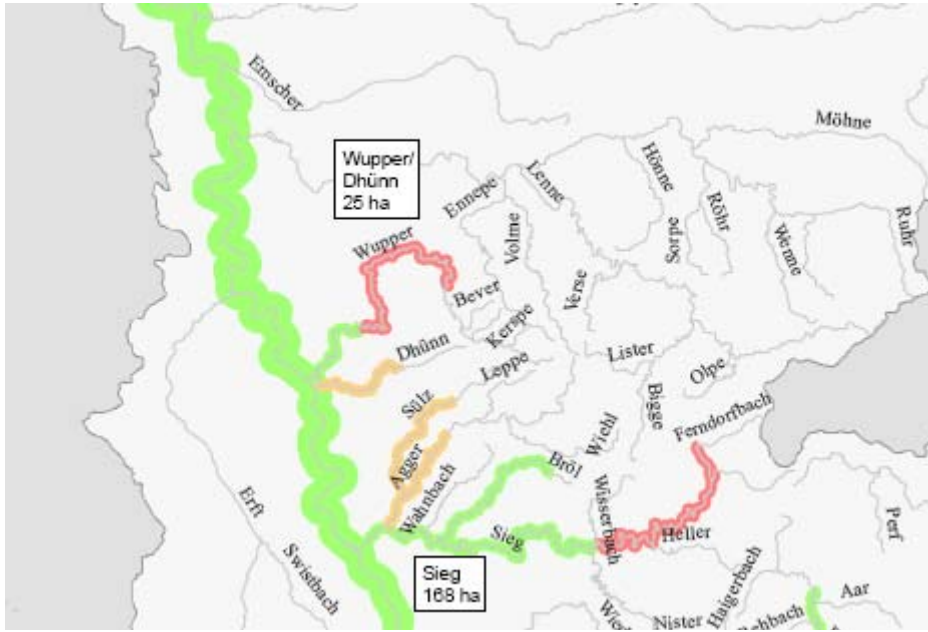 Emscher
Möhne
Wupper/
Dhünn
25 ha
Ennepe
Lenne
Hönne
Sorpe
Röhr
Wenne
Ruhr
Wupper
Volme
Verse
Bever
Kerspe
Dhünn
Leppe
Lister
Olpe
Bigge
Sülz
Ferndorfbach
Agger
Wiehl
Bröl
Wahnbach
Wisserbach
Erft
Sieg
Heller
Perf
Swistbach
Sieg
168 ha
Haigerbach
Aar
Nister